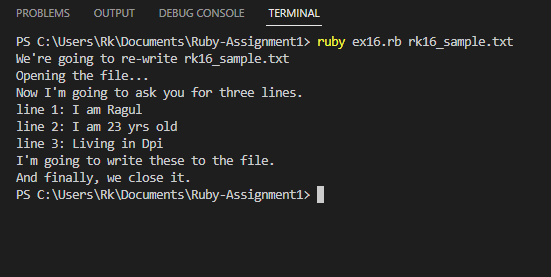 PROBLEMS OUTPUT DEBUG CONSOLE TERMINAL
PS C:\Users\Rk\Documents\Ruby-Assignment1> ruby ex16.rb rk16_sample.txt
We're going to re-write rk16_sample.txt
Opening the file...
Now I'm going to ask you for three lines.
line 1: I am Ragul
line 2: I am 23 yrs old
line 3: Living in Dpi
I'm going to write these to the file.
And finally, we close it.
PS C:\Users\Rk\Documents\Ruby-Assignment1>